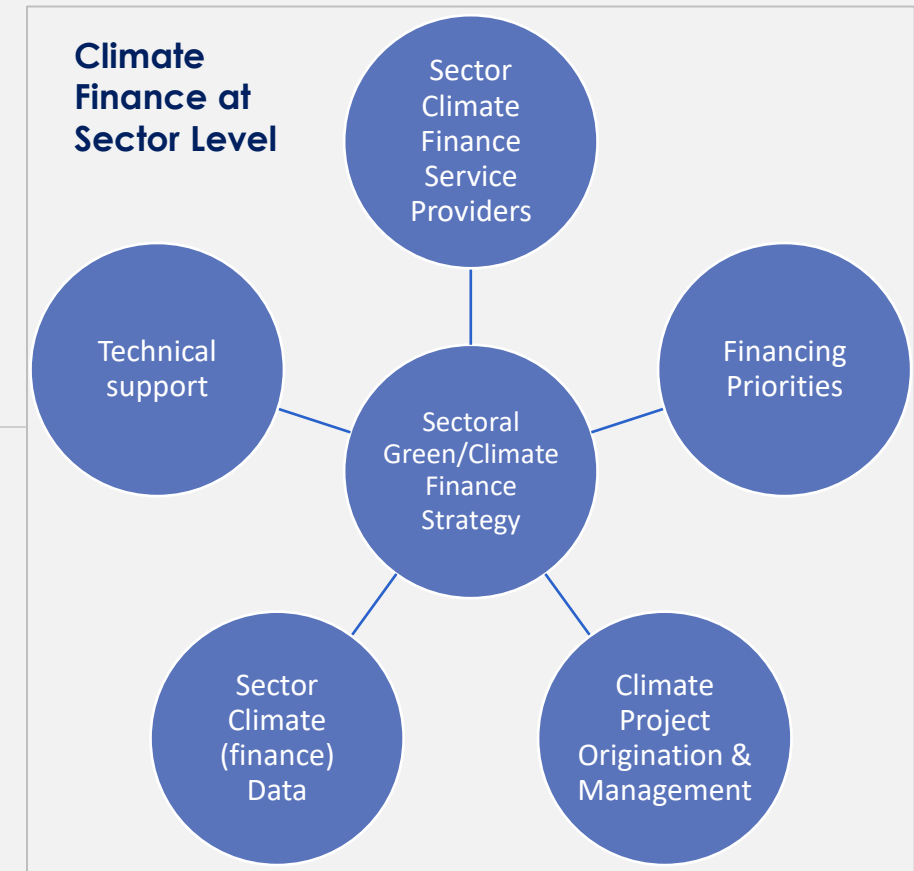 Climate
Finance at
Sector Level
Sector
Climate
Finance
Service
Providers
Technical
support
Financing
Priorities
Sectoral
Green/Climate
Finance
Strategy
Sector
Climate
(finance)
Data
Climate
Project
Origination &
Management